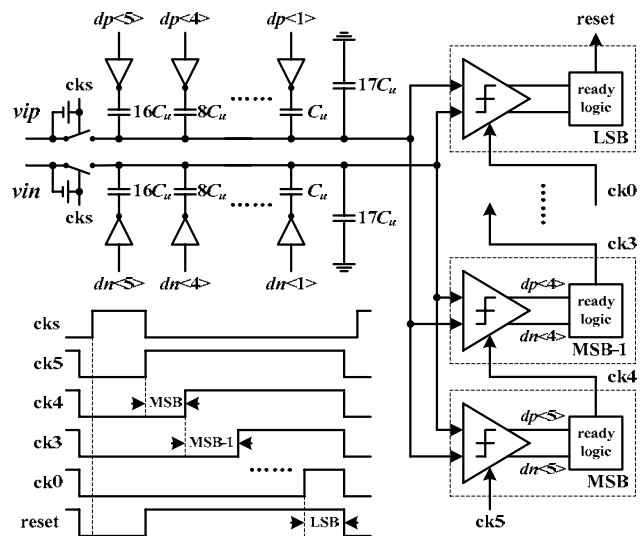 dp<5> dp<4> dp<1>
reset
cks
vip
16Cu 8Cu ........ Cu 17Cu
ready logic
LSB
vin
cks
16Cu 8Cu ........ Cu 17Cu
ck0
ck3
dn<5> dn<4> dn<1>
dp<4>
dn<4>
ready logic
MSB-1
ck4
dp<5>
dn<5>
ready logic
MSB
ck5
cks
ck5
ck4 MSB
ck3 MSB-1
ck0 ......
reset LSB